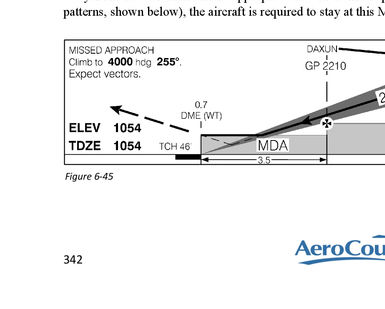 patterns, shown below), the aircraft is required to stay at this M
MISSED APPROACH
Climb to 4000 hdg 255°.
Expect vectors.
DAXUN
GP 2210
0.7
DME (WT)
2
ELEV 1054
TDZE 1054
TCH 46
MDA
3.5
Figure 6-45
342
AeroCou